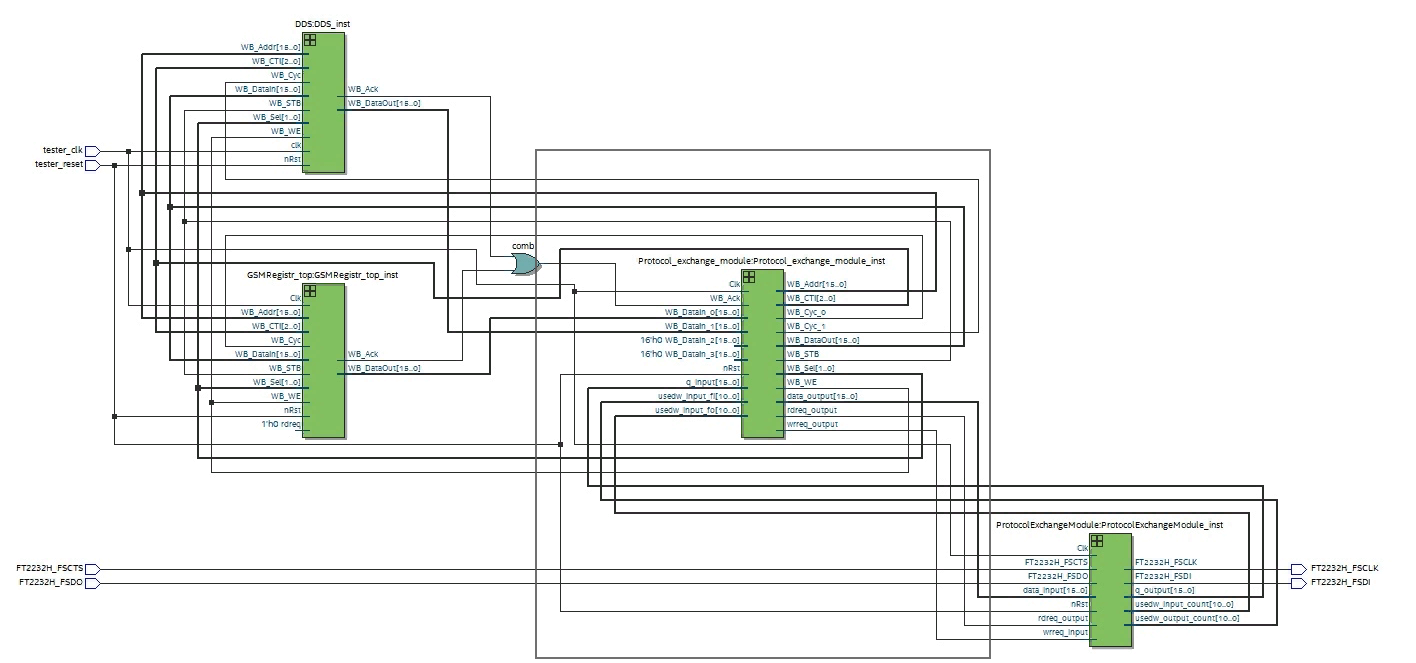 DDS:DDS_inst
WB_Addr[15..0]
WB_CTI[2..0]
WB_Cyc
WB_DataIn[15..0]
WB_STB
WB_Sel[1..0]
WB_WE
clk
nRst
WB_Ack
WB_DataOut[15..0]
tester_clk
tester_reset
comb
GSMRegistr_top:GSMRegistr_top_inst
Clk
WB_Addr[15..0]
WB_CTI[2..0]
WB_Cyc
WB_DataIn[15..0]
WB_STB
WB_Sel[1..0]
WB_WE
nRst
1'h0 rdreq
WB_Ack
WB_DataOut[15..0]
Protocol_exchange_module:Protocol_exchange_module_inst
Clk
WB_Ack
WB_DataIn_0[15..0]
WB_DataIn_1[15..0]
16'h0 WB_DataIn_2[15..0]
16'h0 WB_DataIn_3[15..0]
nRst
q_input[15..0]
usedw_input_fi[10..0]
usedw_input_fo[10..0]
WB_Addr[15..0]
WB_CTI[2..0]
WB_Cyc_0
WB_Cyc_1
WB_DataOut[15..0]
WB_STB
WB_Sel[1..0]
WB_WE
data_output[15..0]
rdreq_output
wrreq_output
ProtocolExchangeModule:ProtocolExchangeModule_inst
Clk
FT2232H_FSCTS
FT2232H_FSDO
data_input[15..0]
nRst
rdreq_output
wrreq_input
FT2232H_FSCLK
FT2232H_FSDI
q_output[15..0]
usedw_input_count[10..0]
usedw_output_count[10..0]
FT2232H_FSCTS
FT2232H_FSDO
FT2232H_FSCLK
FT2232H_FSDI